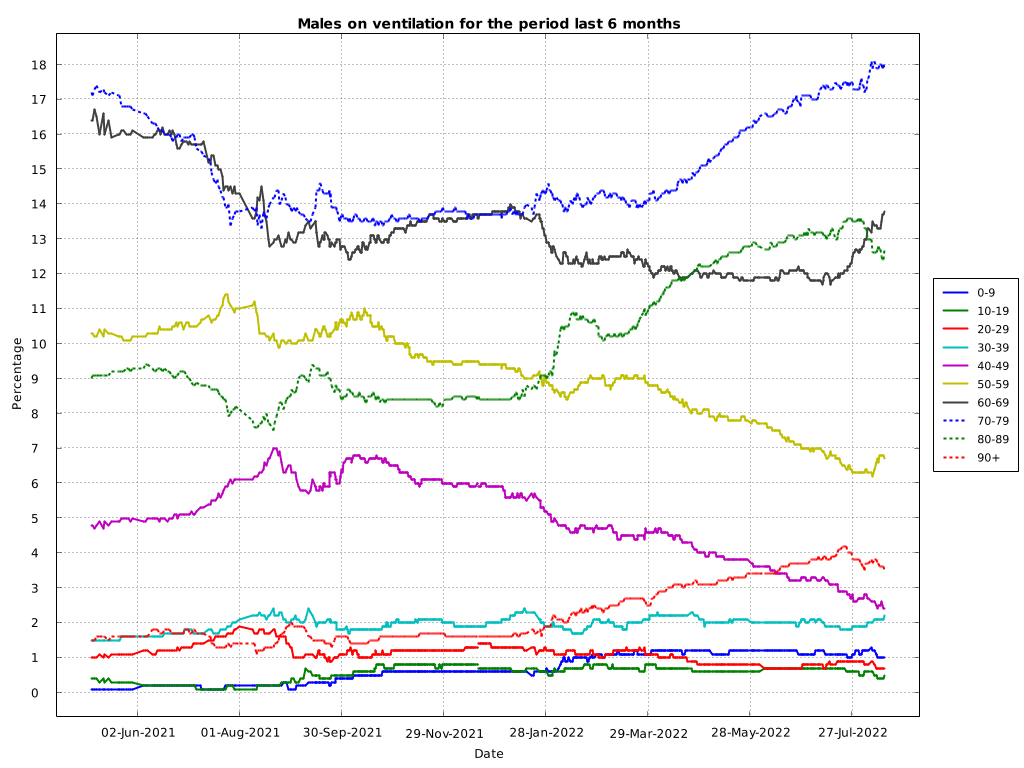 Males on ventilation for the period last 6 months
18
17
16
15
14
13
12
11
10
9
8
7
6
5
4
3
2
1
0
Percentage
02-Jun-2021
01-Aug-2021
30-Sep-2021
29-Nov-2021
28-Jan-2022
29-Mar-2022
28-May-2022
27-Jul-2022
Date
0-9
10-19
20-29
30-39
40-49
50-59
60-69
70-79
80-89
90+